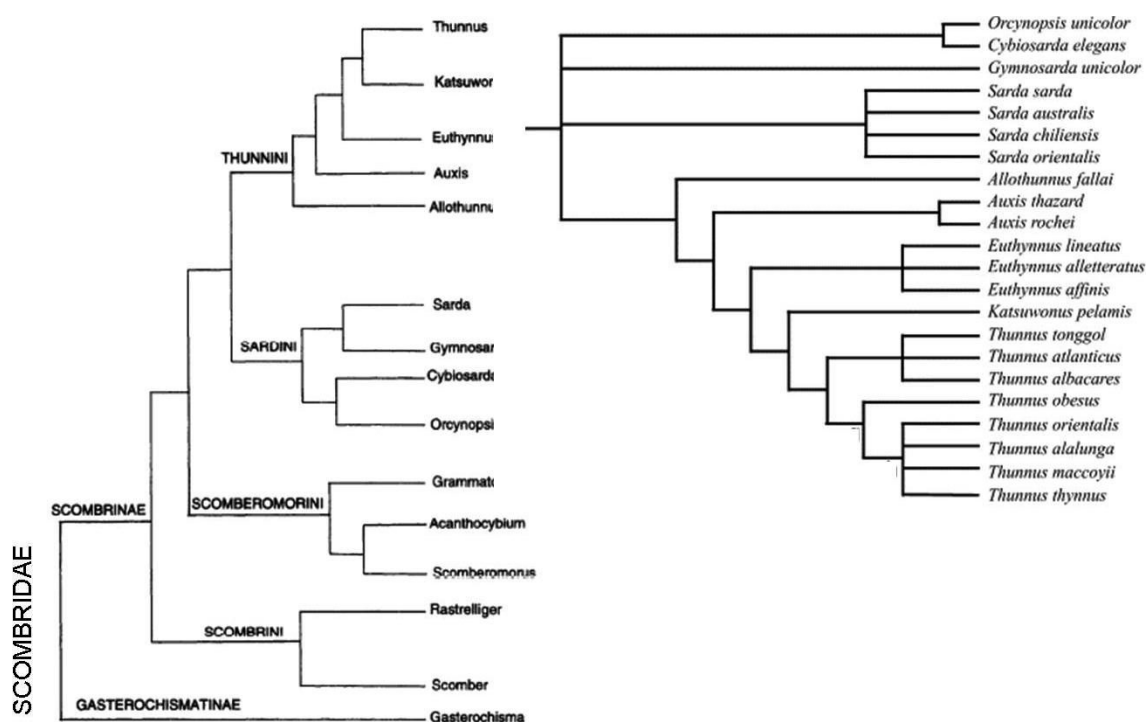 Thunnus
Katsuwor
Euthynnu
THUNNINI
Auxis
Allothunnu
Sarda
SARDINI
Gymnosar
Cybiosarda
Orcynopsi
Grammato
SCOMBRINAE
SCOMBEROMORINI
Acanthocybium
Scomberomorus
Rastrelliger
SCOMBRINI
Scomber
GASTEROCHISMATINAE
Gasterochisma
SCOMBRIDAE
Orcynopsis unicolor
Cybiosarda elegans
Gymnosarda unicolor
Sarda sarda
Sarda australis
Sarda chiliensis
Sarda orientalis
Allothunnus fallai
Auxis thazard
Auxis rochei
Euthynnus lineatus
Euthynnus alletteratus
Euthynnus affinis
Katsuwonus pelamis
Thunnus tonggol
Thunnus atlanticus
Thunnus albacares
Thunnus obesus
Thunnus orientalis
Thunnus alalunga
Thunnus maccoyii
Thunnus thynnus